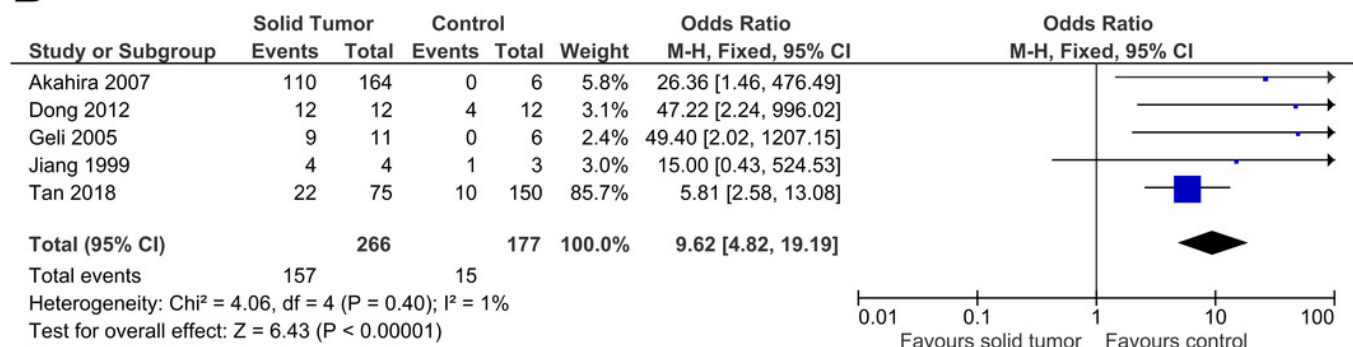 Solid Tumor Control Odds Ratio Odds Ratio
Study or Subgroup Events Total Events Total Weight M-H, Fixed, 95% CI M-H, Fixed, 95% CI
Akahira 2007 110 164 0 6 5.8% 26.36 [1.46, 476.49]
Dong 2012 12 12 4 12 3.1% 47.22 [2.24, 996.02]
Geli 2005 9 11 0 6 2.4% 49.40 [2.02, 1207.15]
Jiang 1999 4 4 1 3 3.0% 15.00 [0.43, 524.53]
Tan 2018 22 75 10 150 85.7% 5.81 [2.58, 13.08]
Total (95% CI) 266 177 100.0% 9.62 [4.82, 19.19]
Total events 157 15
Heterogeneity: Chi² = 4.06, df = 4 (P = 0.40); I² = 1%
Test for overall effect: Z = 6.43 (P < 0.00001)
0.01 0.1 1 10 100
Favours solid tumor Favours control